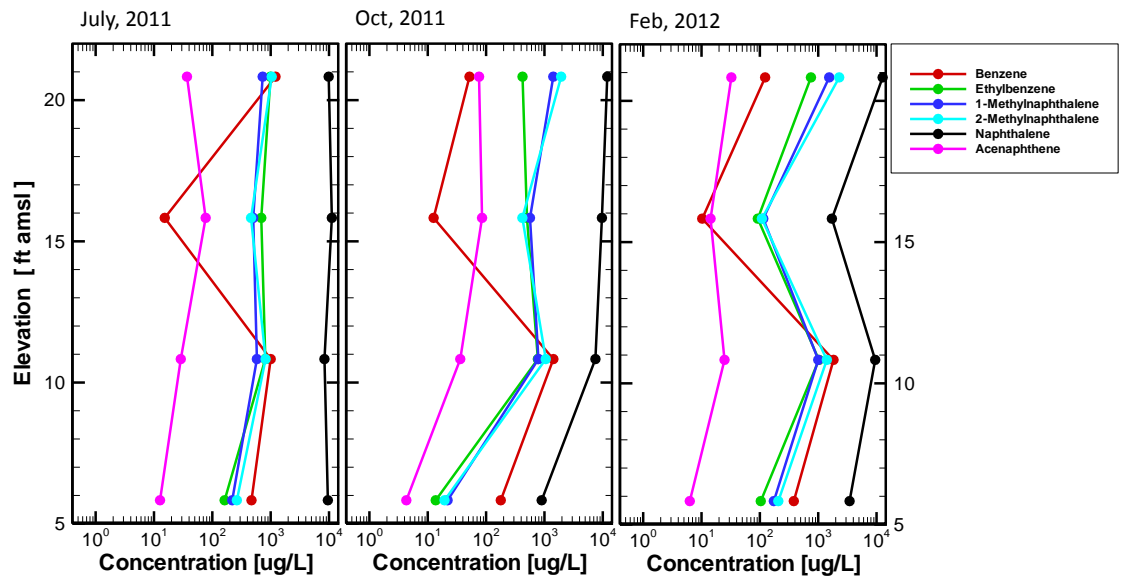 July, 2011
Oct, 2011
Feb, 2012
Elevation [ ft amsl ]
20
15
10
5
15
10
5
10^0 10^1 10^2 10^3 10^4
10^0 10^1 10^2 10^3 10^4
10^0 10^1 10^2 10^3 10^4
Concentration [ug/L]
Concentration [ug/L]
Concentration [ug/L]
Benzene
Ethylbenzene
1-Methylnaphthalene
2-Methylnaphthalene
Naphthalene
Acenaphthene